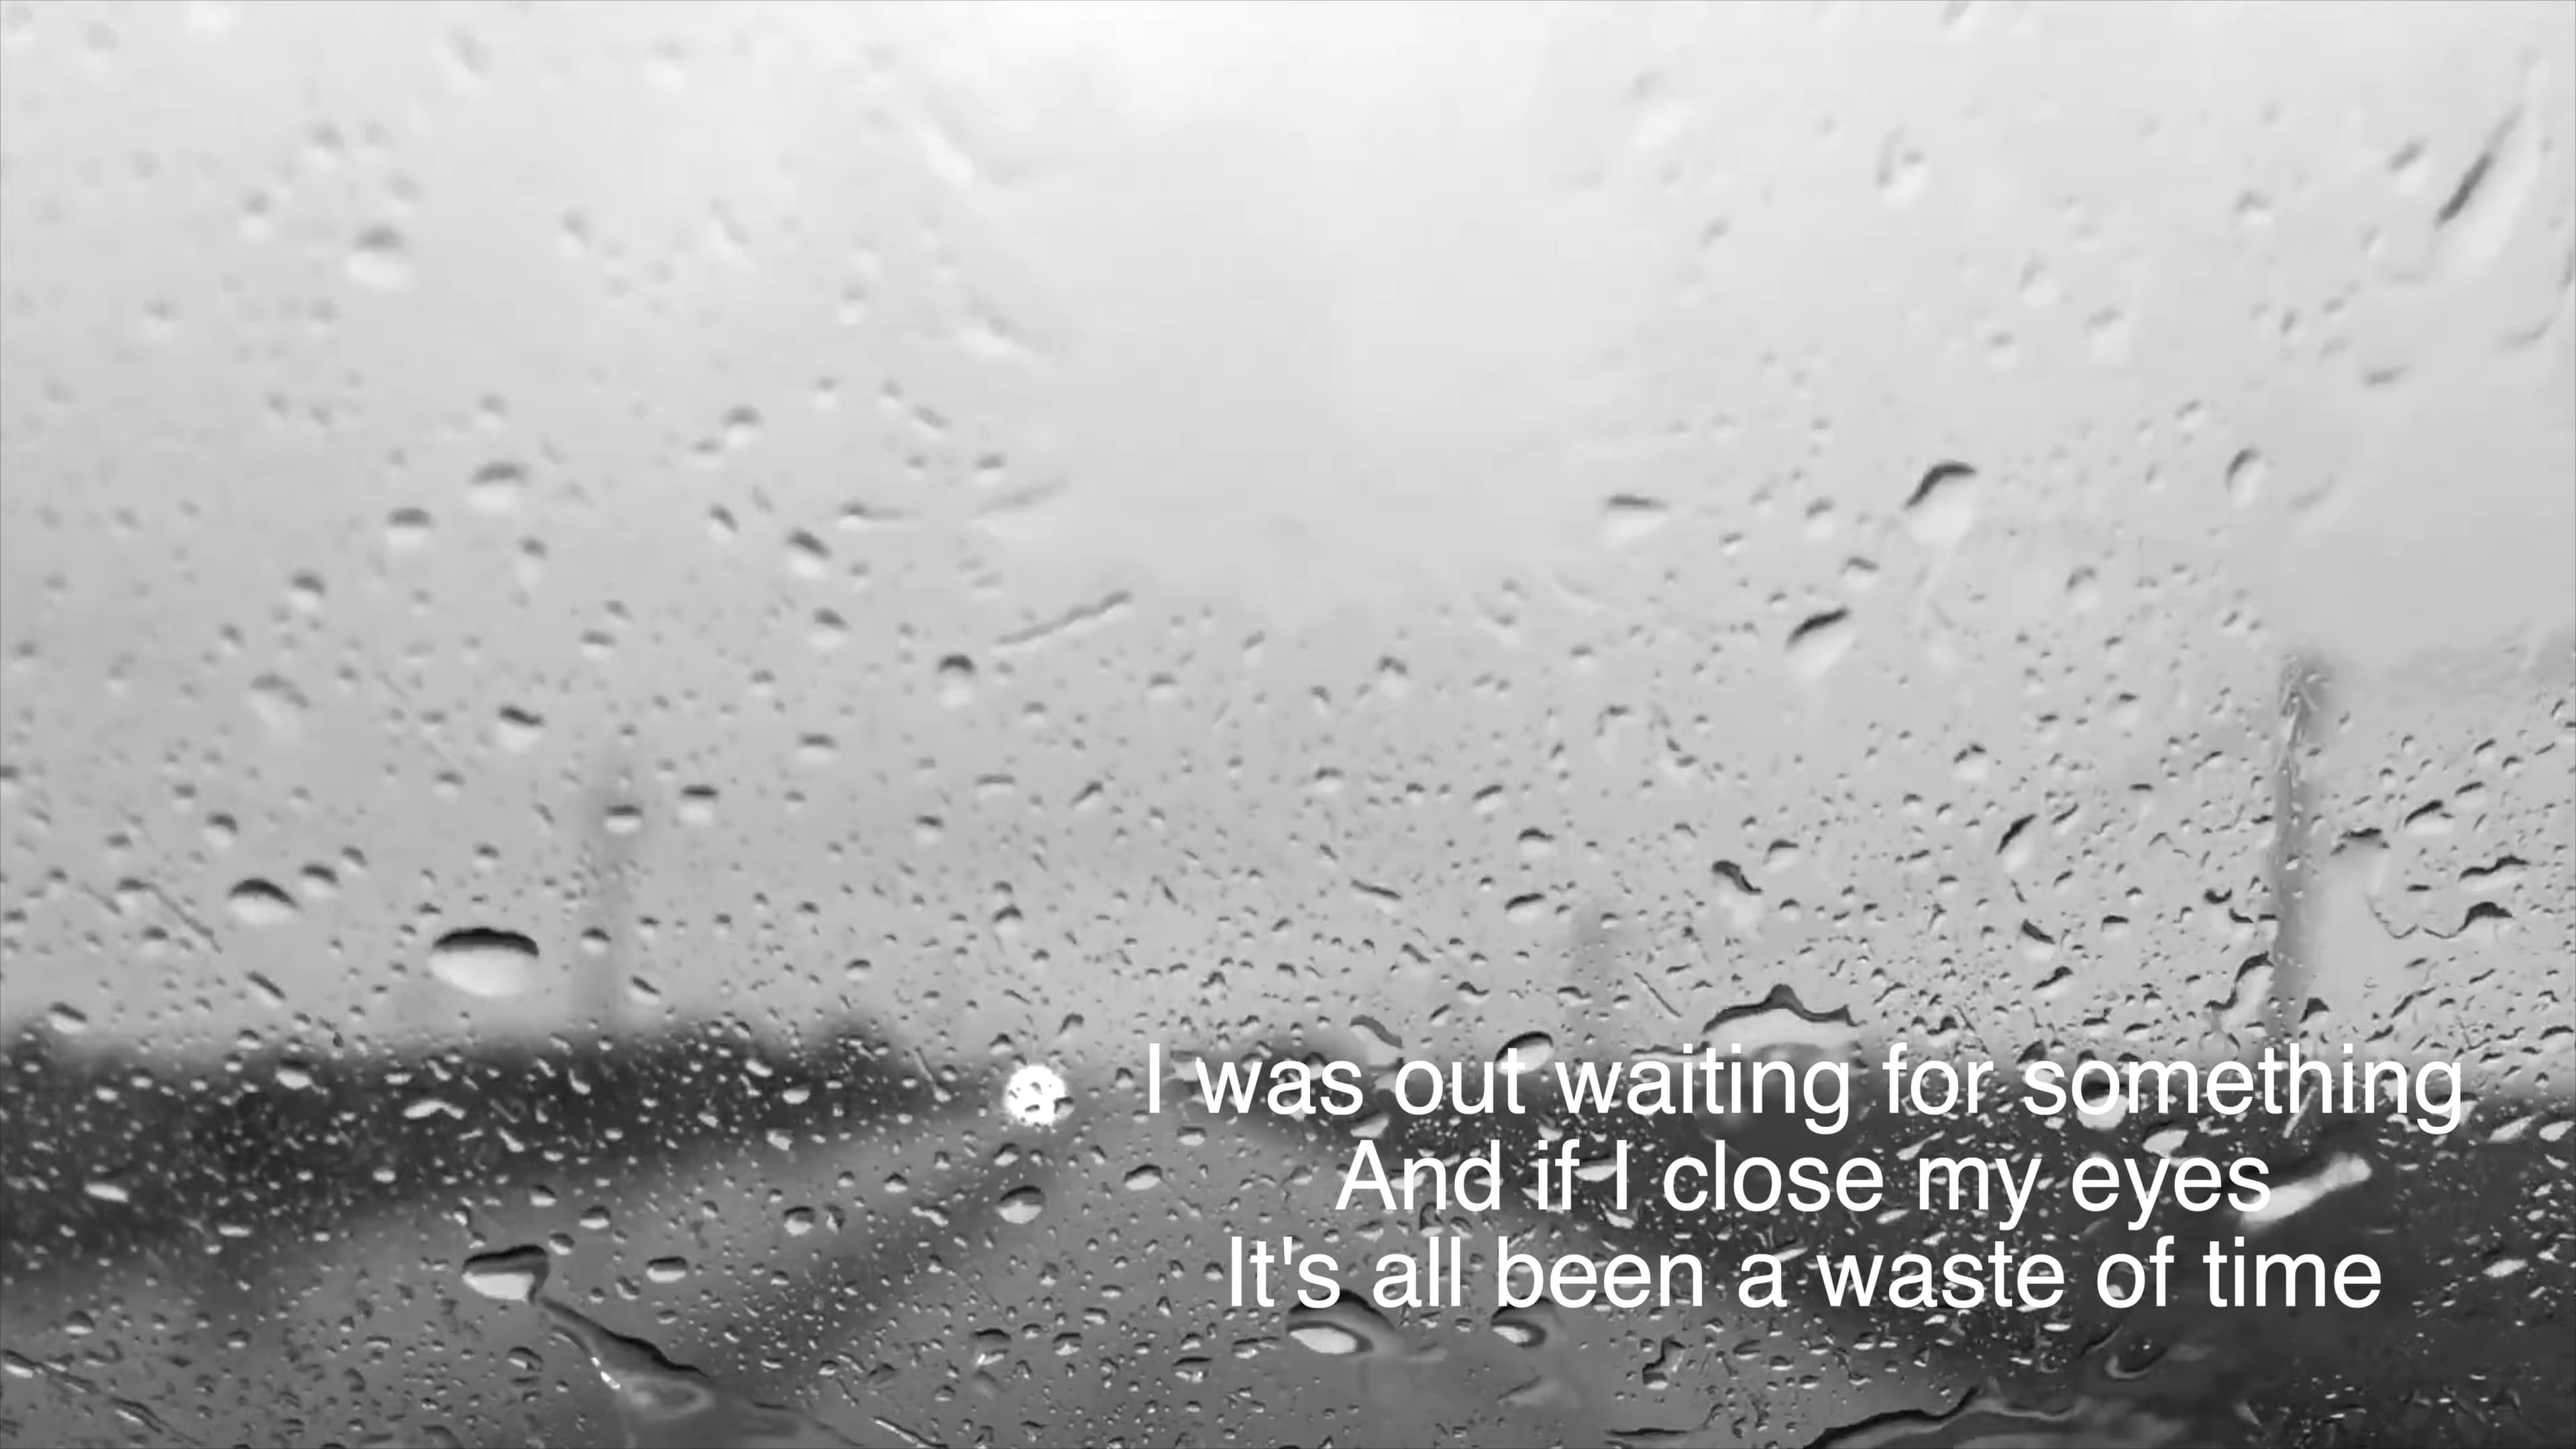 I was out waiting for something
And if I close my eyes
It's all been a waste of time